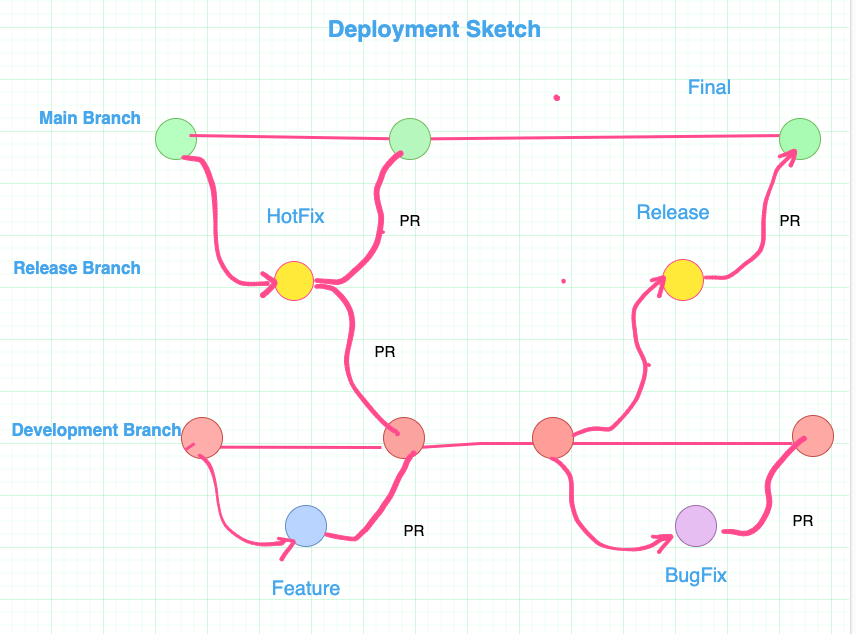 Deployment Sketch
Final
Main Branch
HotFix
PR
Release
PR
Release Branch
PR
Development Branch
PR
PR
Feature
BugFix